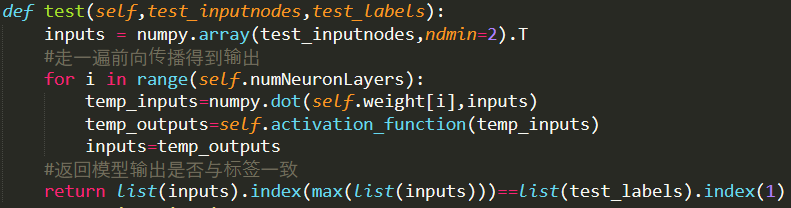 def test(self,test_inputnodes,test_labels):
    inputs = numpy.array(test_inputnodes,ndmin=2).T
    #走一遍前向传播得到输出
    for i in range(self.numNeuronLayers):
        temp_inputs=numpy.dot(self.weight[i],inputs)
        temp_outputs=self.activation_function(temp_inputs)
        inputs=temp_outputs
    #返回模型输出是否与标签一致
    return list(inputs).index(max(list(inputs)))==list(test_labels).index(1)